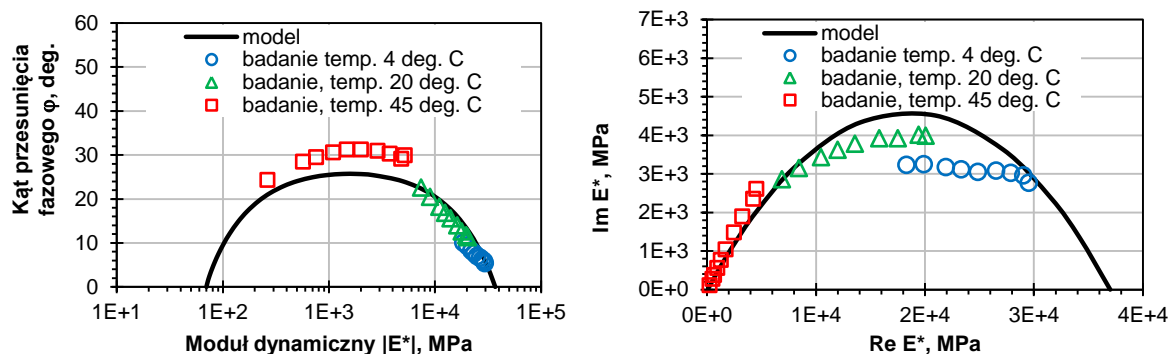 Kąt przesunięcia
fazowego φ, deg.
60
50
40
30
20
10
0
model
badanie temp. 4 deg. C
badanie, temp. 20 deg. C
badanie, temp. 45 deg. C
1E+1
1E+2
1E+3
1E+4
1E+5
Moduł dynamiczny |E*|, MPa
Im E*, MPa
7E+3
6E+3
5E+3
4E+3
3E+3
2E+3
1E+3
0E+0
model
badanie temp. 4 deg. C
badanie, temp. 20 deg. C
badanie, temp. 45 deg. C
0E+0
1E+4
2E+4
3E+4
4E+4
Re E*, MPa